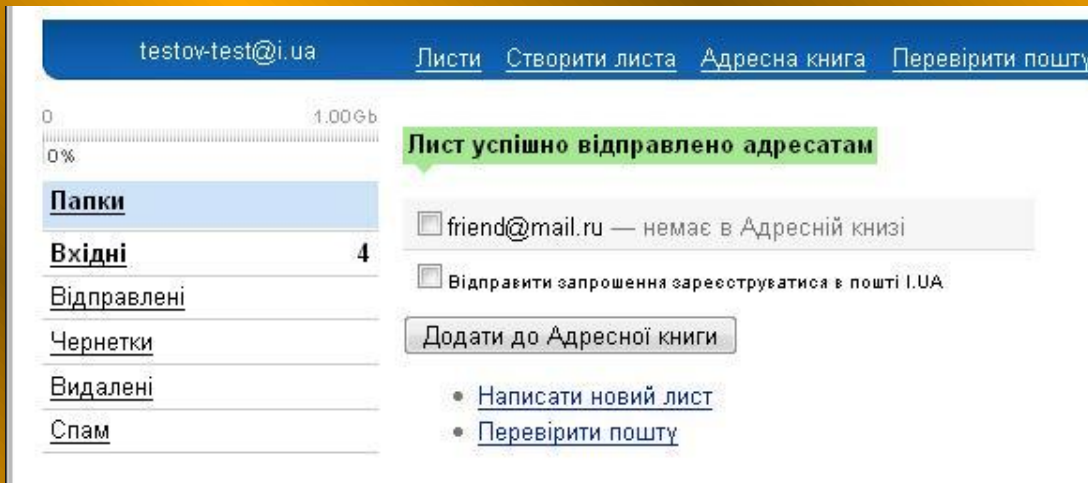 testov-test@i.ua
Листи Створити листа Адресна книга Перевірити пошту
0 1.00Gb
0%
Папки
Вхідні 4
Відправлені
Чернетки
Видалені
Спам
Лист успішно відправлено адресатам
friend@mail.ru — немає в Адресній книзі
Відправити запрошення зареєструватися в пошті I.UA
Додати до Адресної книги
Написати новий лист
Перевірити пошту